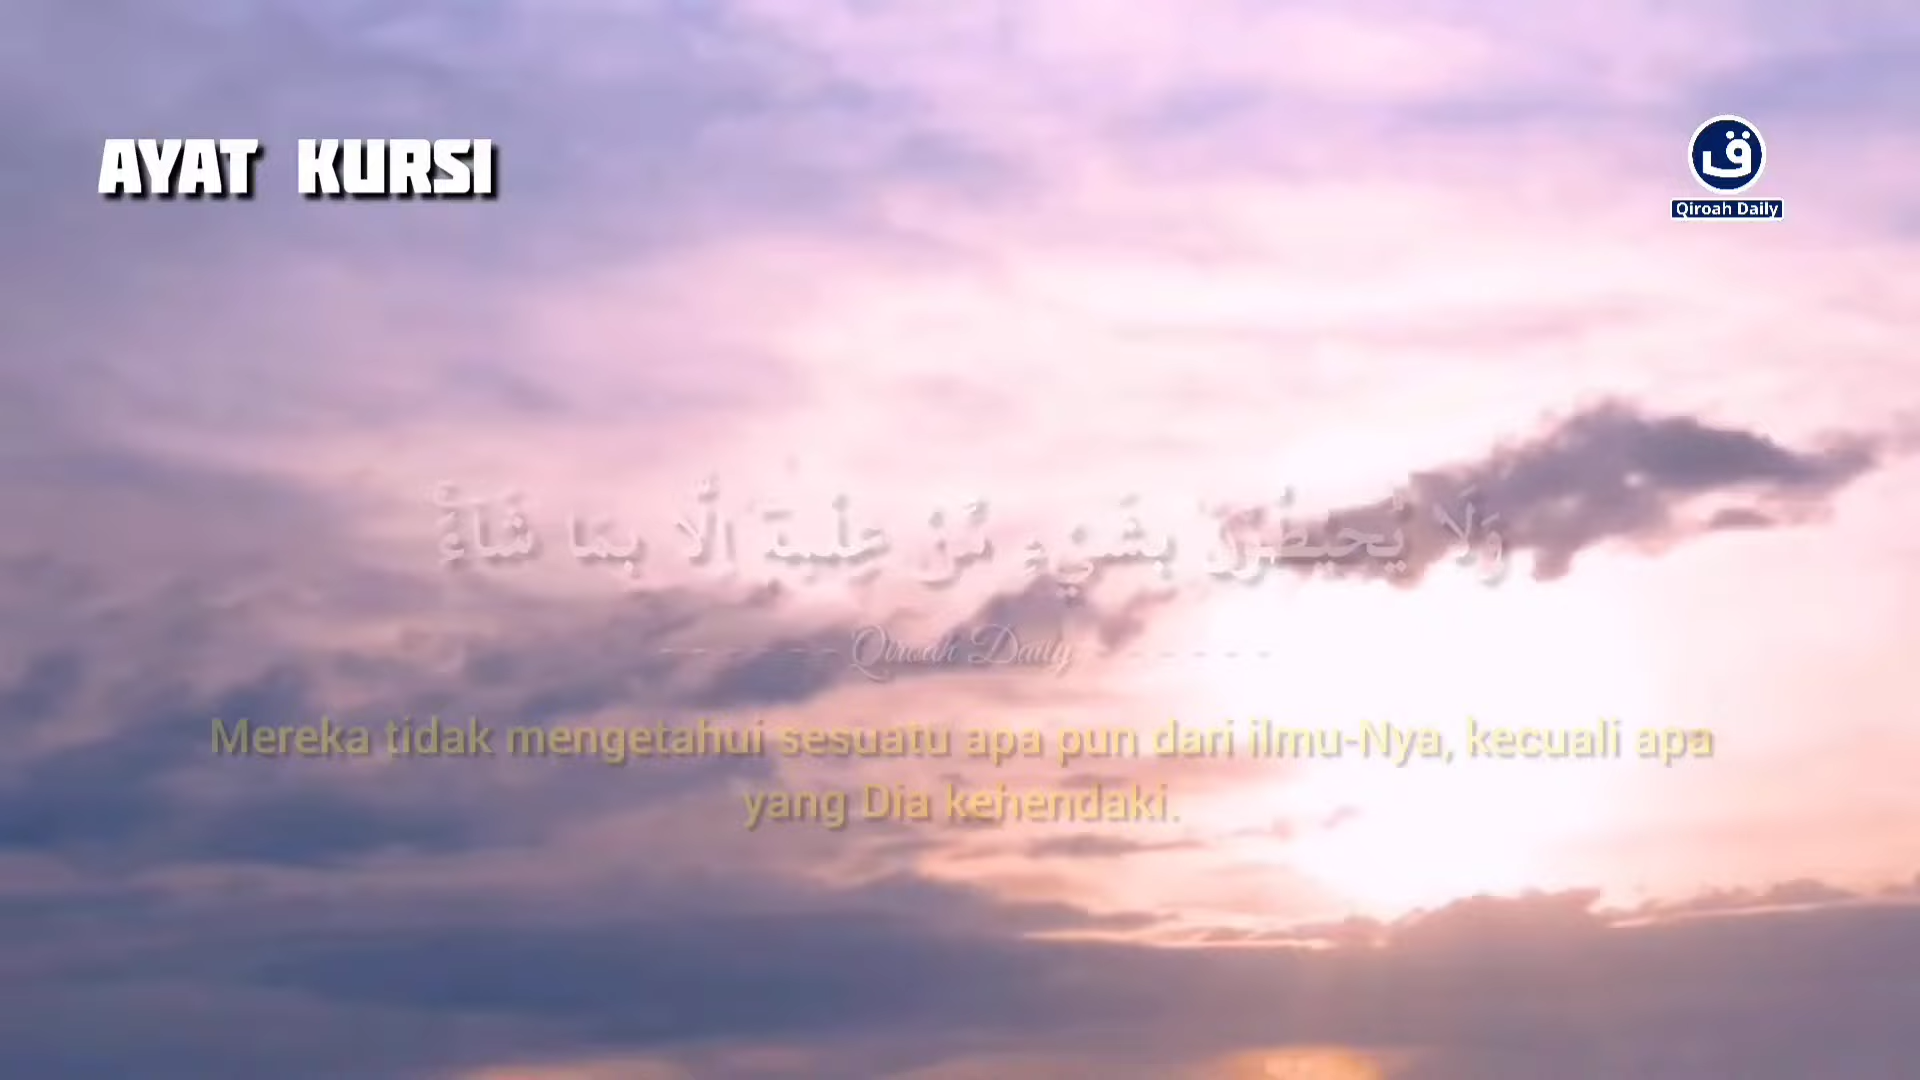 AYAT KURSI
ق
Qiroah Daily
وَلَا يُحِيطُونَ بِشَيْءٍ مِّنْ عِلْمِهِ إِلَّا بِمَا شَاءَ
Qiroah Daily
Mereka tidak mengetahui sesuatu apa pun dari ilmu-Nya, kecuali apa
yang Dia kehendaki.